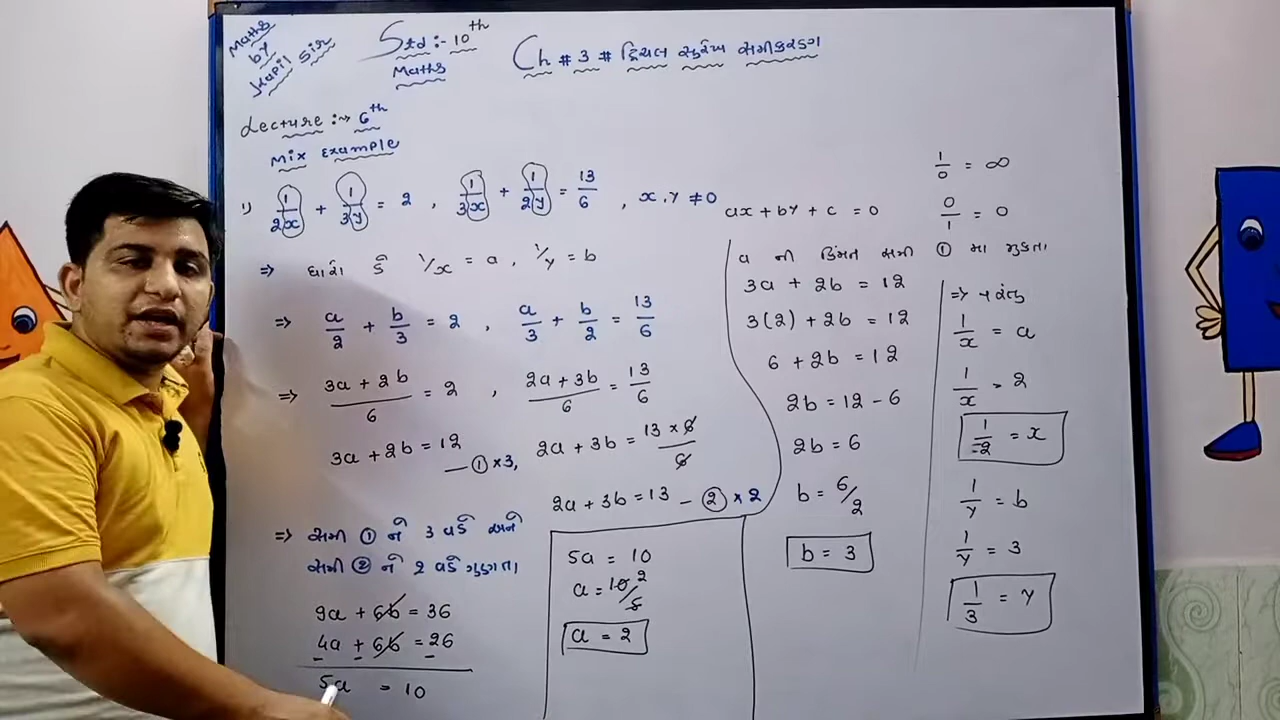 Maths
by
Kapil Sir
Std:- 10th
Maths
Ch # 3 # દ્વિચલ સુરેખ સમીકરણ
Lecture :~ 6th
Mix Example
1) 1/2x + 1/3y = 2 , 1/3x + 1/2y = 13/6 , x.y ≠ 0
=> ધારો કે 1/x = a , 1/y = b
=> a/2 + b/3 = 2 , a/3 + b/2 = 13/6
=> 3a + 2b/6 = 2 , 2a + 3b/6 = 13/6
3a + 2b = 12 — ① × 3, 2a + 3b = 13 × 6/6
2a + 3b = 13 – ② × 2
=> સમી ① ને 3 વડે અને
સમી ② ને 2 વડે ગુણતા
9a + 6b = 36
4a + 6b = 26
– – –
5a = 10
5a = 10
a = 10/5 2
a = 2
ax + by + c = 0
1/0 = ∞
0/1 = 0
a ની કિંમત સમી ① મા મુકતા
3a + 2b = 12
3(2) + 2b = 12
6 + 2b = 12
2b = 12 - 6
2b = 6
b = 6/2
b = 3
=> પરંતુ
1/x = a
1/x = 2
1/2 = x
1/y = b
1/y = 3
1/3 = y